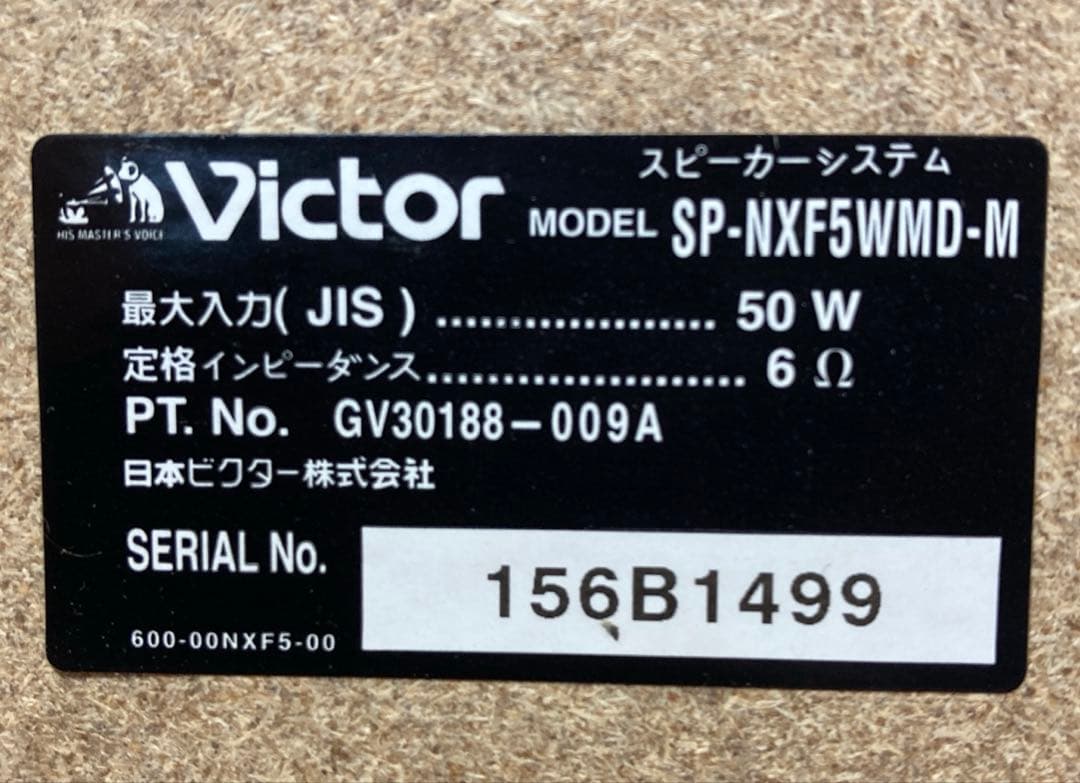 スピーカーシステム
HIS MASTER'S VOICE
Victor MODEL SP-NXF5WMD-M
最大入力( JIS ) .................... 50 W
定格インピーダンス...................... 6 Ω
PT. No. GV30188-009A
日本ビクター株式会社
SERIAL No. 156B1499
600-00NXF5-00